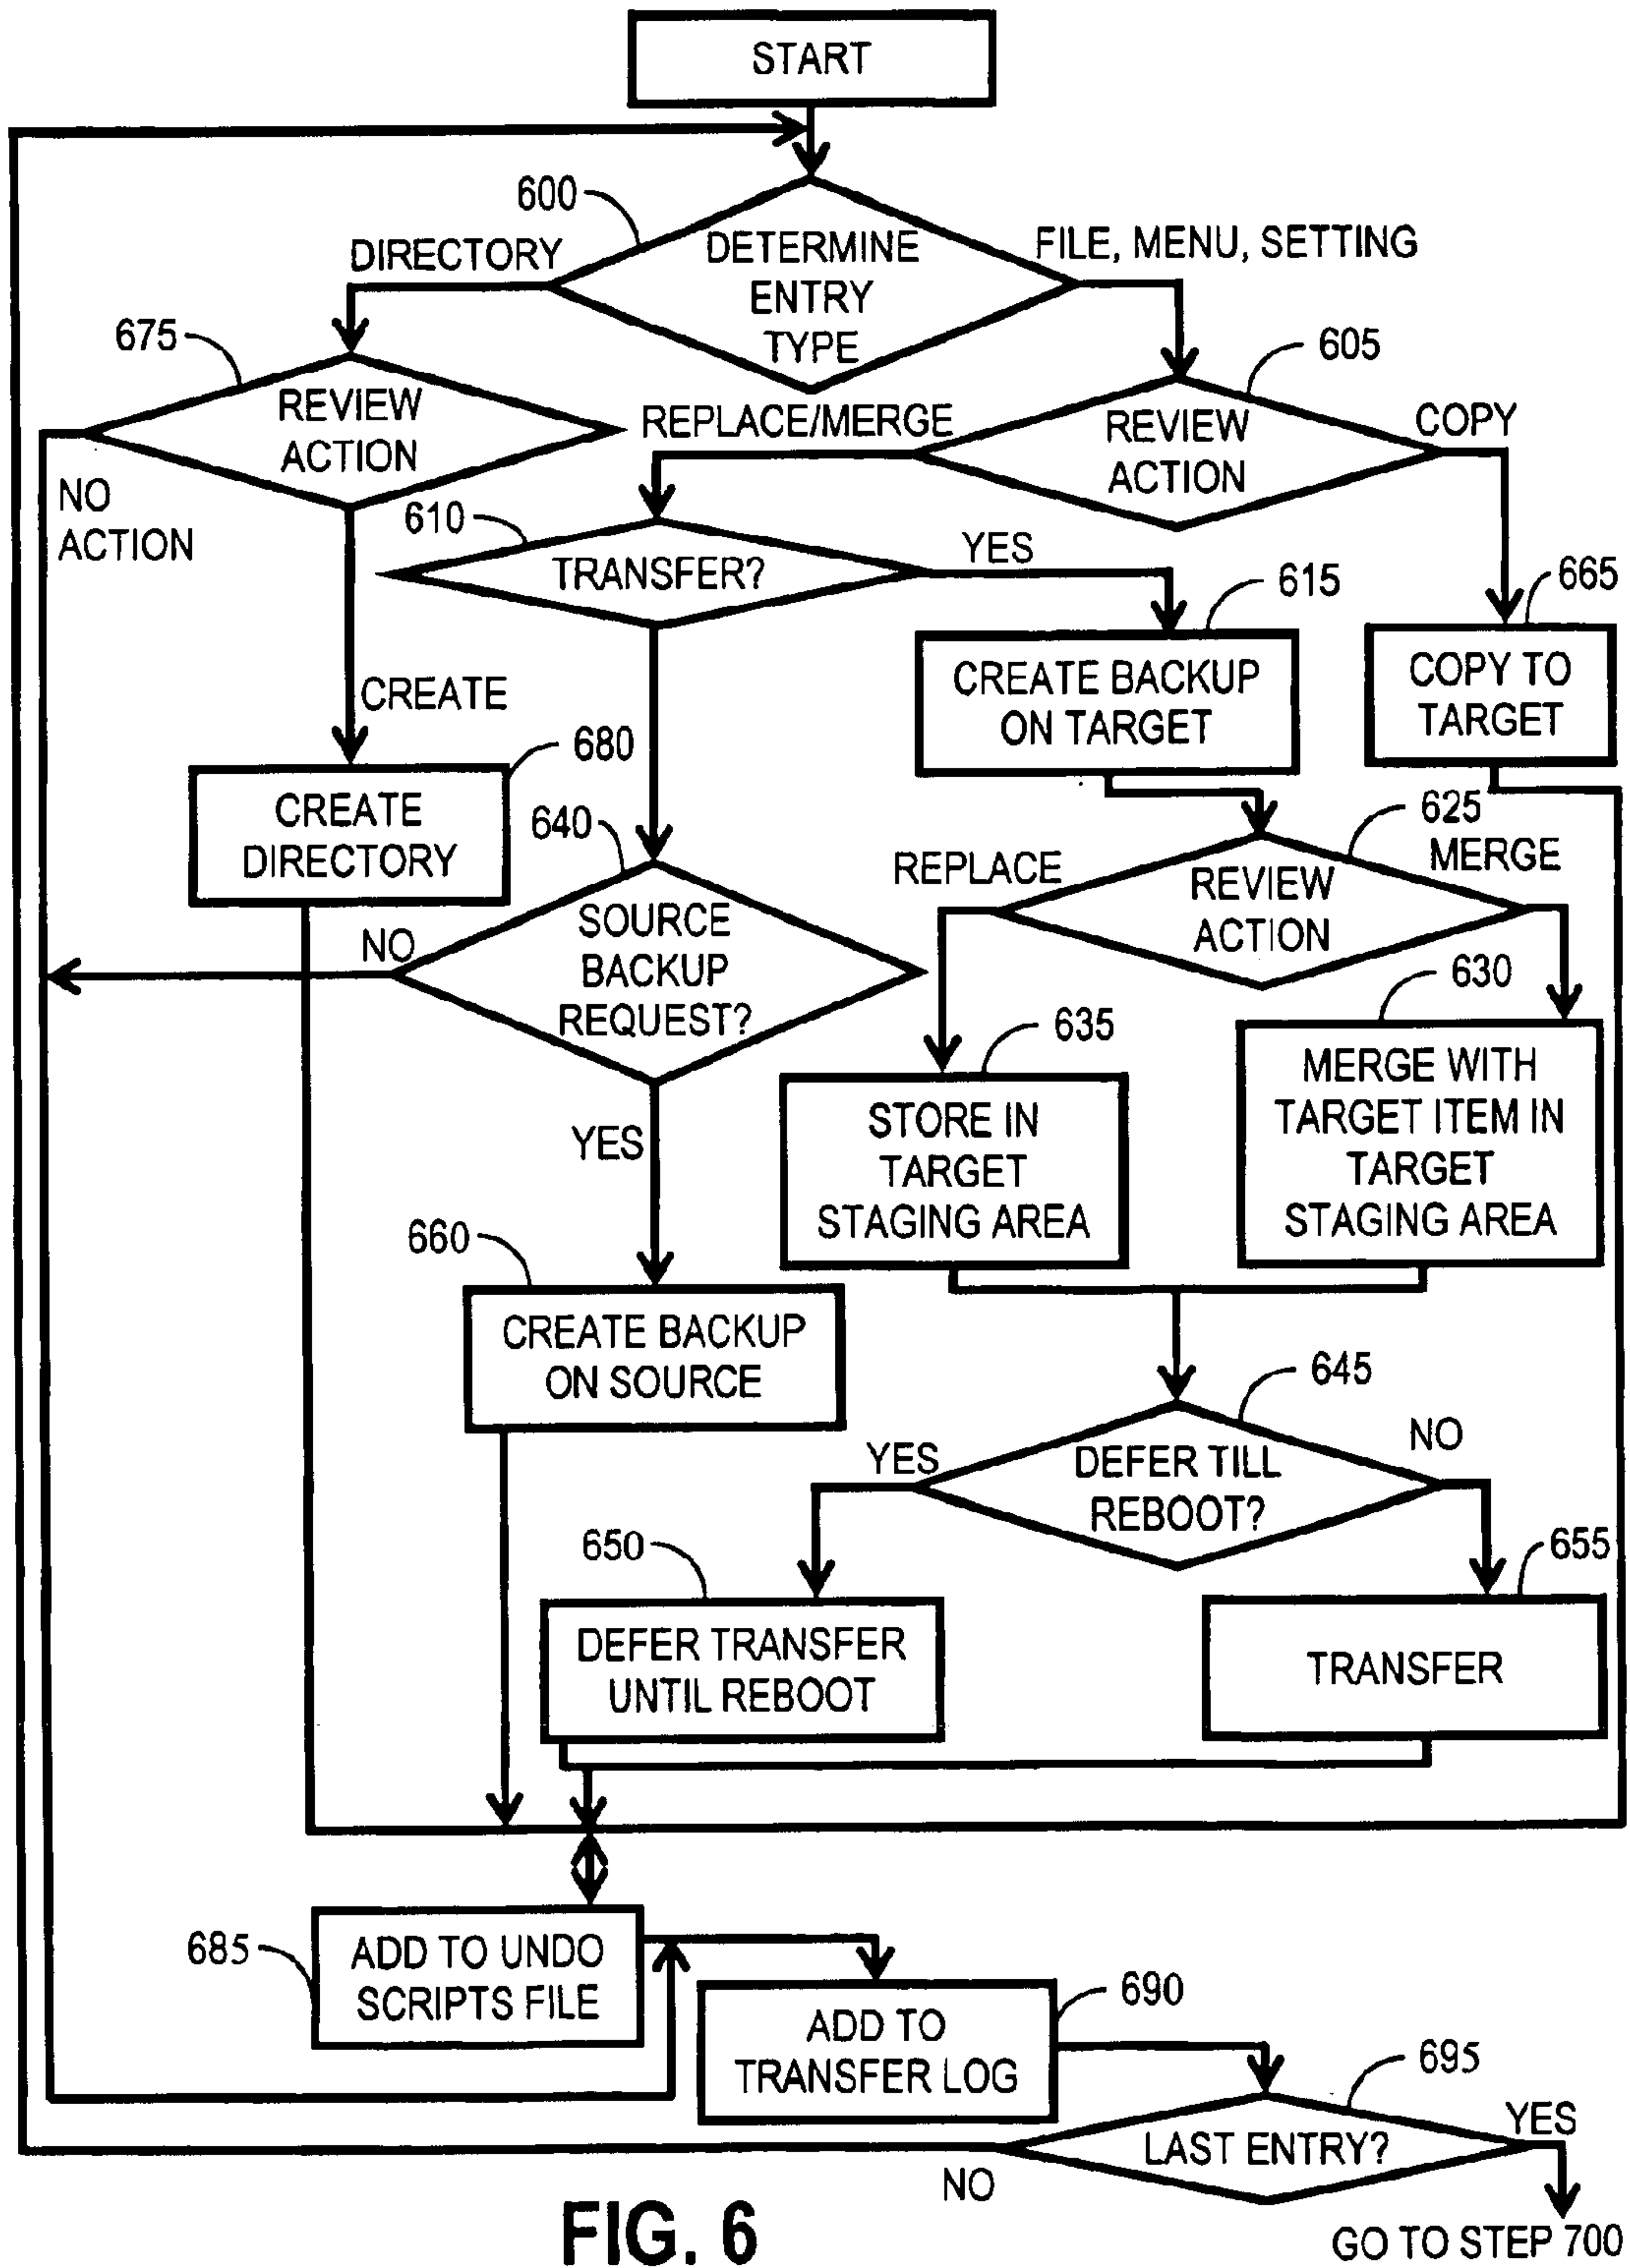 START
600
DETERMINE
ENTRY
TYPE
DIRECTORY
FILE, MENU, SETTING
675
REVIEW
ACTION
605
REVIEW
ACTION
REPLACE/MERGE
COPY
NO
ACTION
610
TRANSFER?
YES
615
CREATE BACKUP
ON TARGET
665
COPY TO
TARGET
CREATE
680
CREATE
DIRECTORY
640
SOURCE
BACKUP
REQUEST?
NO
YES
625
REVIEW
ACTION
REPLACE
MERGE
635
STORE IN
TARGET
STAGING AREA
630
MERGE WITH
TARGET ITEM IN
TARGET
STAGING AREA
660
CREATE BACKUP
ON SOURCE
645
DEFER TILL
REBOOT?
YES
NO
650
DEFER TRANSFER
UNTIL REBOOT
655
TRANSFER
685
ADD TO UNDO
SCRIPTS FILE
690
ADD TO
TRANSFER LOG
695
LAST ENTRY?
YES
NO
GO TO STEP 700
FIG. 6